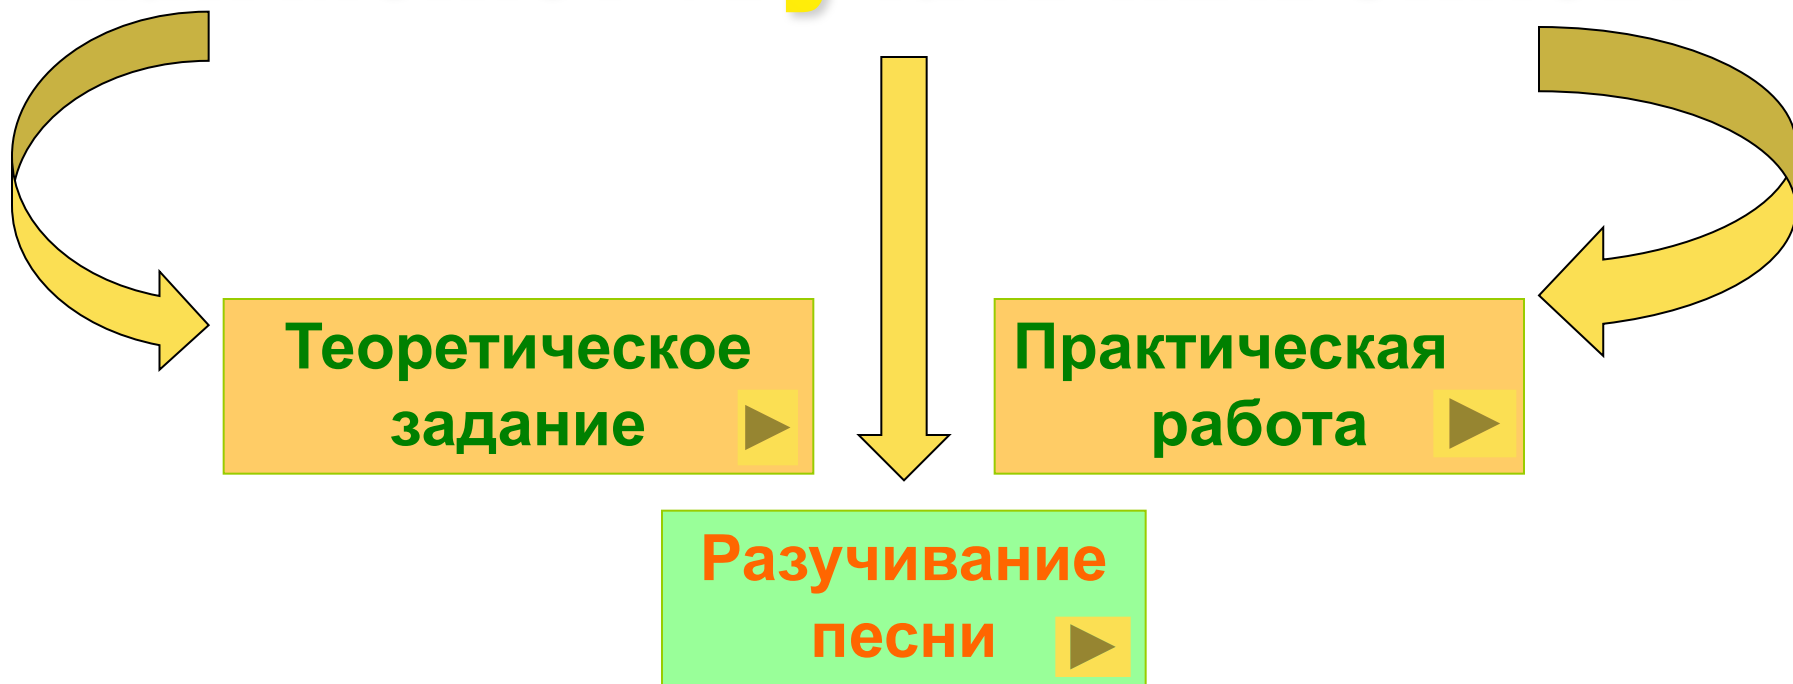 Теоретическое
задание
Практическая
работа
Разучивание
песни